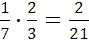 1/7 · 2/3 = 2/21